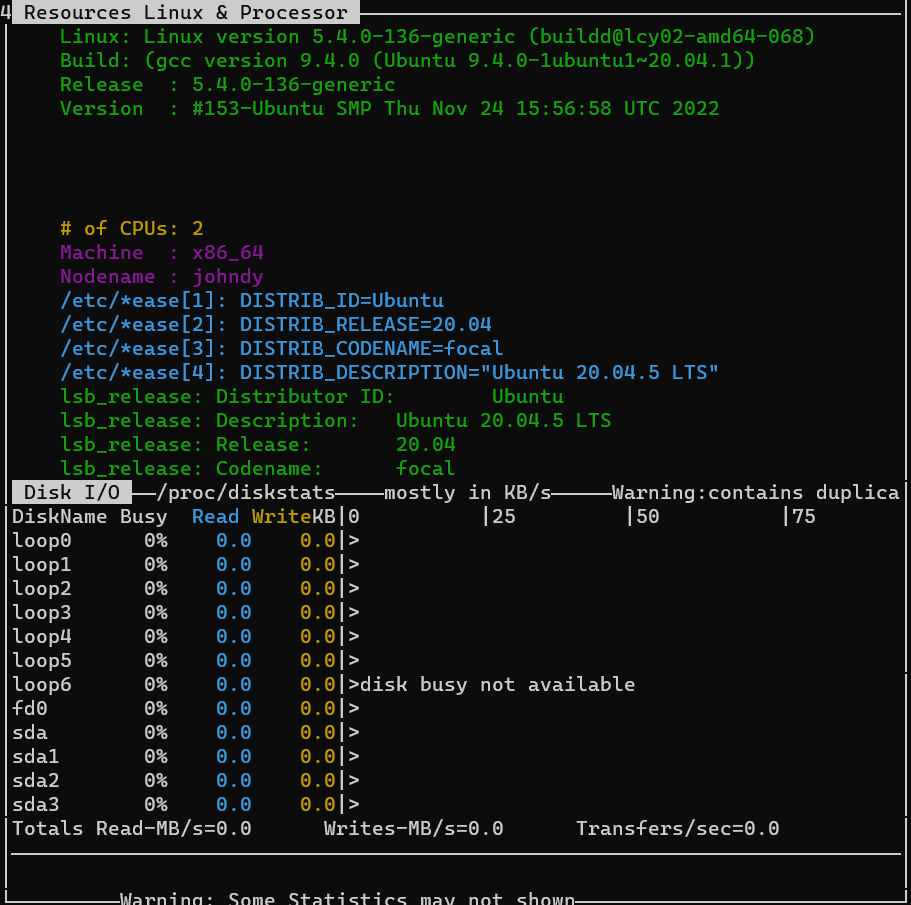 4 Resources Linux & Processor
Linux: Linux version 5.4.0-136-generic (buildd@lcy02-amd64-068)
Build: (gcc version 9.4.0 (Ubuntu 9.4.0-1ubuntu1~20.04.1))
Release  : 5.4.0-136-generic
Version  : #153-Ubuntu SMP Thu Nov 24 15:56:58 UTC 2022
# of CPUs: 2
Machine  : x86_64
Nodename : johndy
/etc/*ease[1]: DISTRIB_ID=Ubuntu
/etc/*ease[2]: DISTRIB_RELEASE=20.04
/etc/*ease[3]: DISTRIB_CODENAME=focal
/etc/*ease[4]: DISTRIB_DESCRIPTION="Ubuntu 20.04.5 LTS"
lsb_release: Distributor ID:        Ubuntu
lsb_release: Description:   Ubuntu 20.04.5 LTS
lsb_release: Release:       20.04
lsb_release: Codename:      focal
Disk I/O ──/proc/diskstats────mostly in KB/s─────Warning:contains duplica
DiskName Busy  Read WriteKB|0          |25         |50          |75
loop0      0%    0.0    0.0|>
loop1      0%    0.0    0.0|>
loop2      0%    0.0    0.0|>
loop3      0%    0.0    0.0|>
loop4      0%    0.0    0.0|>
loop5      0%    0.0    0.0|>
loop6      0%    0.0    0.0|>disk busy not available
fd0        0%    0.0    0.0|>
sda        0%    0.0    0.0|>
sda1       0%    0.0    0.0|>
sda2       0%    0.0    0.0|>
sda3       0%    0.0    0.0|>
Totals Read-MB/s=0.0      Writes-MB/s=0.0      Transfers/sec=0.0
Warning: Some Statistics may not shown